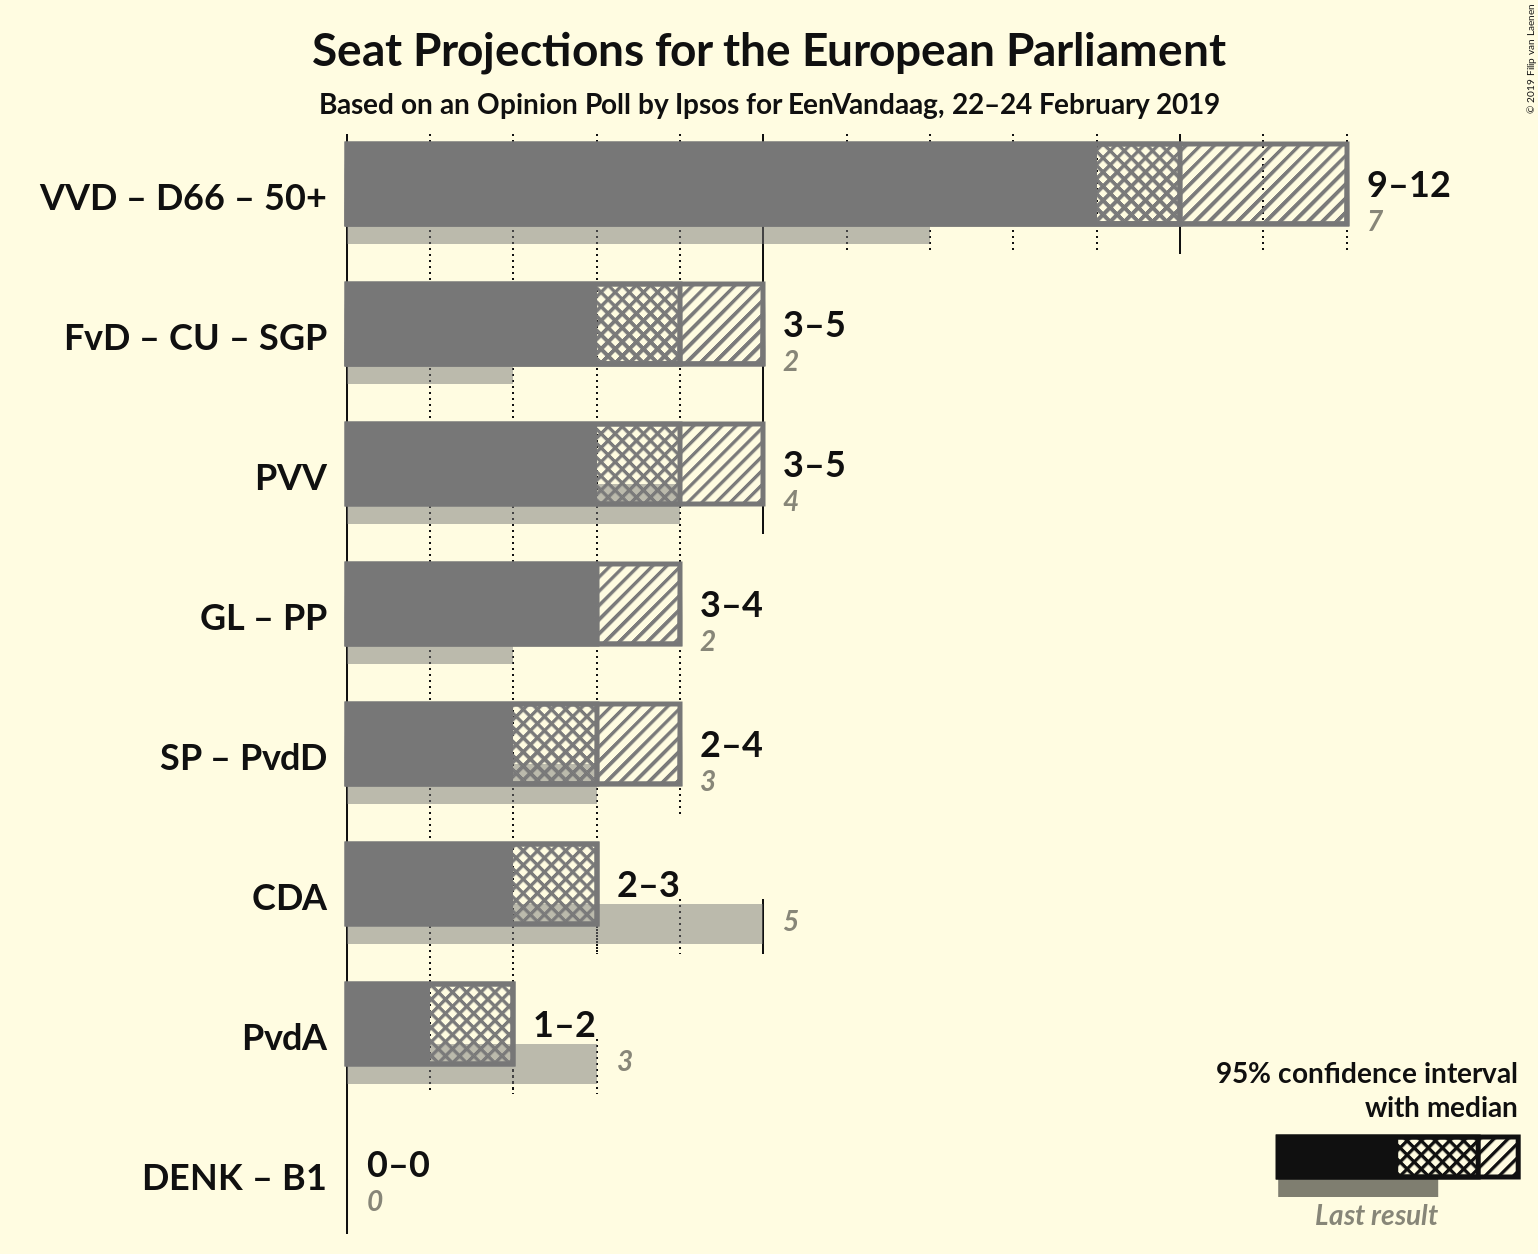 Seat Projections for the European Parliament
Based on an Opinion Poll by Ipsos for EenVandaag, 22–24 February 2019
© 2019 Filip van Laenen
VVD – D66 – 50+
9–12
7
FvD – CU – SGP
3–5
2
PVV
3–5
4
GL – PP
3–4
2
SP – PvdD
2–4
3
CDA
2–3
5
PvdA
1–2
3
DENK – B1
0–0
0
95% confidence interval
with median
Last result